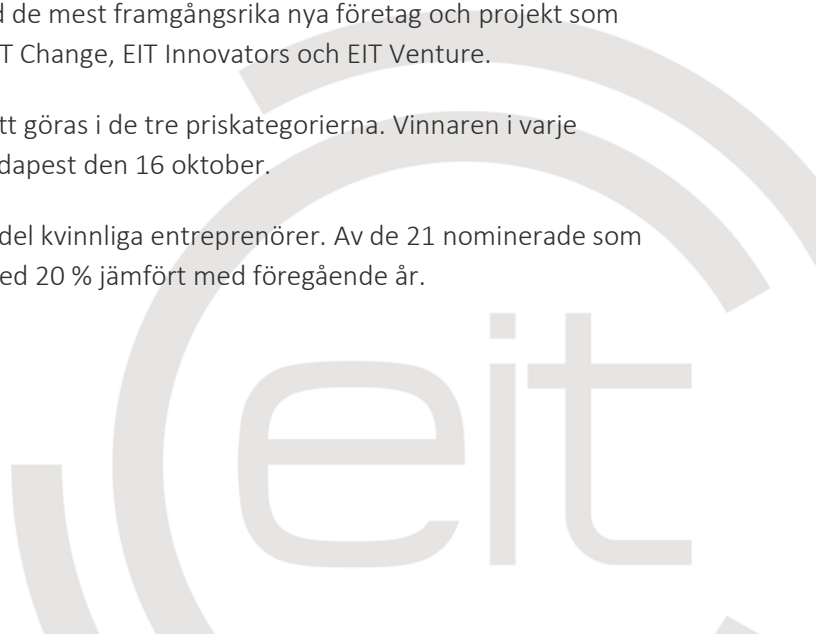 de mest framgångsrika nya företag och projekt som
T Change, EIT Innovators och EIT Venture.
tt göras i de tre priskategorierna. Vinnaren i varje
dapest den 16 oktober.
del kvinnliga entreprenörer. Av de 21 nominerade som
ed 20 % jämfört med föregående år.
eit